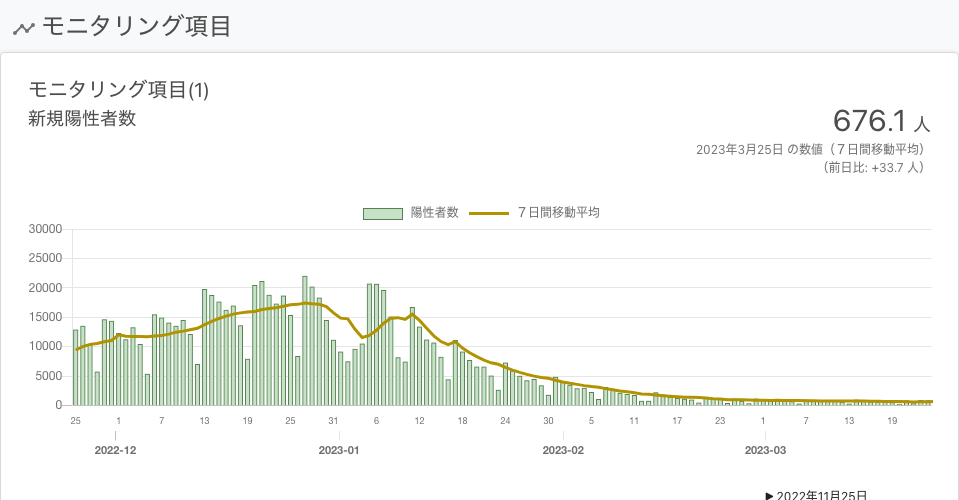 モニタリング項目
モニタリング項目(1)
新規陽性者数
676.1 人
2023年3月25日 の数値（７日間移動平均）
（前日比: +33.7 人）
陽性者数 ７日間移動平均
30000
25000
20000
15000
10000
5000
0
25 1 7 13 19 25 31 6 12 18 24 30 5 11 17 23 1 7 13 19
2022-12 2023-01 2023-02 2023-03
▶ 2022年11月25日